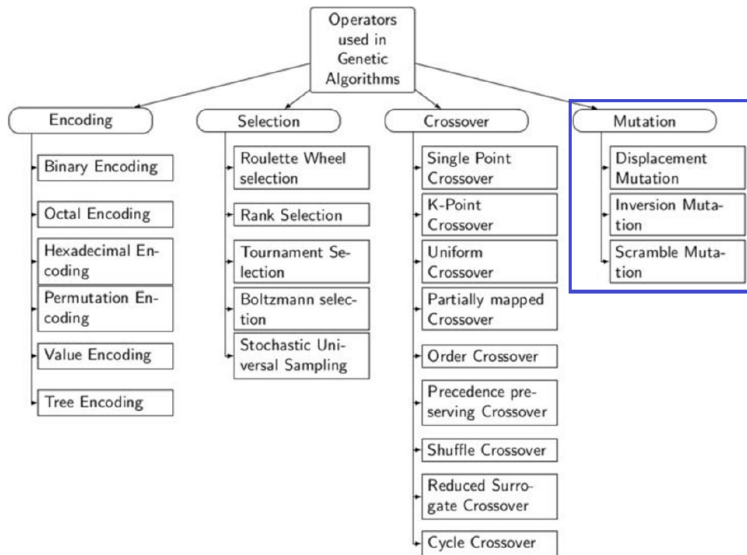 Operators
used in
Genetic
Algorithms
Encoding
Binary Encoding
Octal Encoding
Hexadecimal En-
coding
Permutation En-
coding
Value Encoding
Tree Encoding
Selection
Roulette Wheel
selection
Rank Selection
Tournament Se-
lection
Boltzmann selec-
tion
Stochastic Uni-
versal Sampling
Crossover
Single Point
Crossover
K-Point
Crossover
Uniform
Crossover
Partially mapped
Crossover
Order Crossover
Precedence pre-
serving Crossover
Shuffle Crossover
Reduced Surro-
gate Crossover
Cycle Crossover
Mutation
Displacement
Mutation
Inversion Muta-
tion
Scramble Muta-
tion